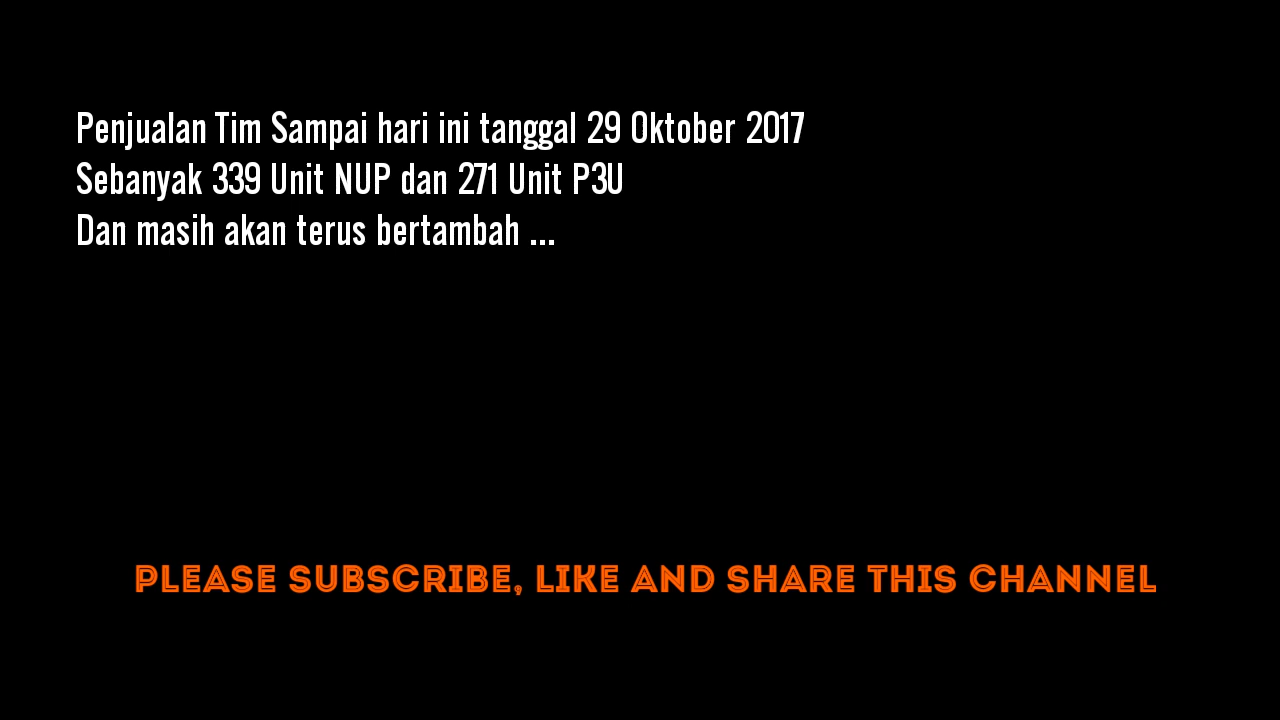 Penjualan Tim Sampai hari ini tanggal 29 Oktober 2017
Sebanyak 339 Unit NUP dan 271 Unit P3U
Dan masih akan terus bertambah ...
PLEASE SUBSCRIBE, LIKE AND SHARE THIS CHANNEL